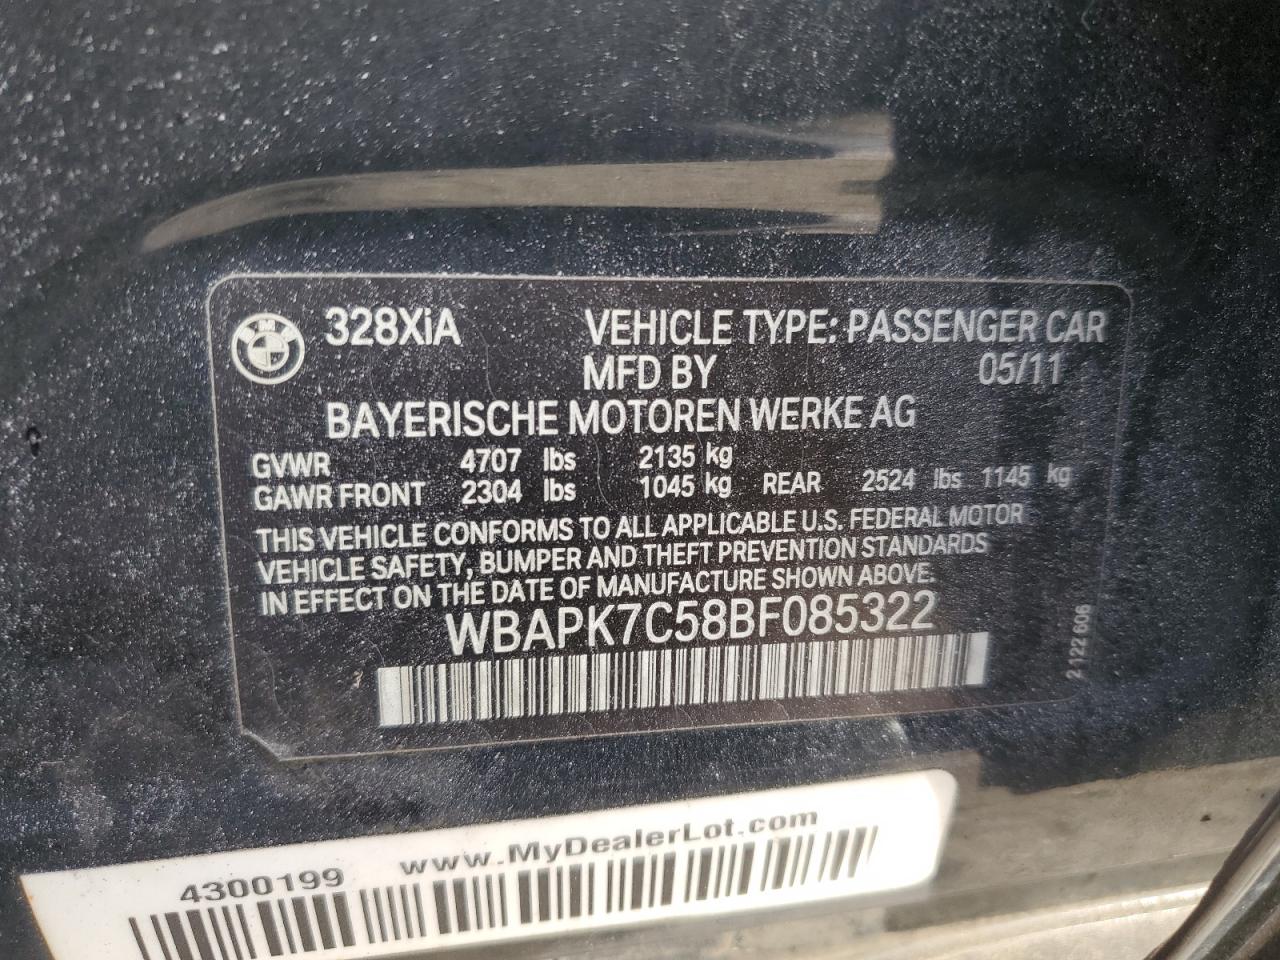 BMW
328XiA VEHICLE TYPE: PASSENGER CAR
MFD BY 05/11
BAYERISCHE MOTOREN WERKE AG
GVWR 4707 lbs 2135 kg
GAWR FRONT 2304 lbs 1045 kg REAR 2524 lbs 1145 kg
THIS VEHICLE CONFORMS TO ALL APPLICABLE U.S. FEDERAL MOTOR
VEHICLE SAFETY, BUMPER AND THEFT PREVENTION STANDARDS
IN EFFECT ON THE DATE OF MANUFACTURE SHOWN ABOVE.
WBAPK7C58BF085322
2 122 606
4300199 www.MyDealerLot.com